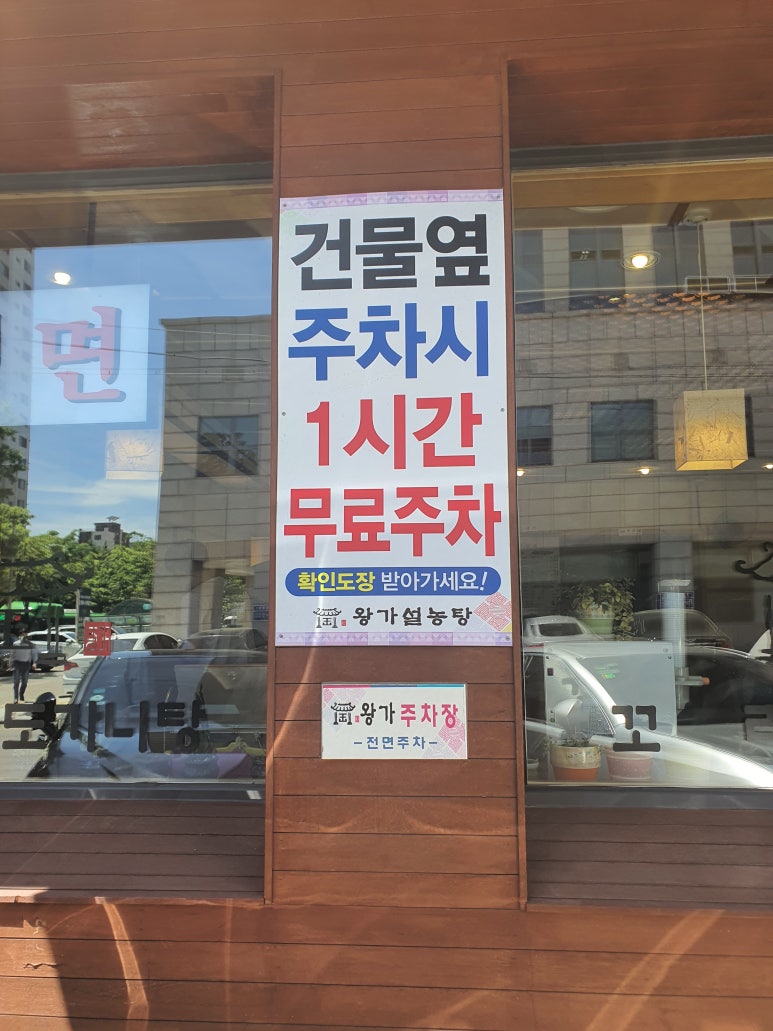 건물옆
주차시
1시간
무료주차
확인도장 받아가세요!
왕가설농탕
왕가 주차장
-전면주차-
면
도가니탕
꼬